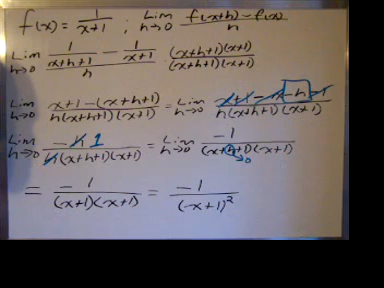 f(x) = 1/(x+1) ; Lim h→0 (f(x+h) - f(x))/h
Lim h→0 (1/(x+h+1) - 1/(x+1))/h · ((x+h+1)(x+1))/((x+h+1)(x+1))
Lim h→0 (x+1-(x+h+1))/(h(x+h+1)(x+1)) = Lim h→0 (x+1-x-h-1)/(h(x+h+1)(x+1))
Lim h→0 -h 1/(h(x+h+1)(x+1)) = Lim h→0 -1/((x+h+1)(x+1)) →0
= -1/((x+1)(x+1)) = -1/(x+1)²